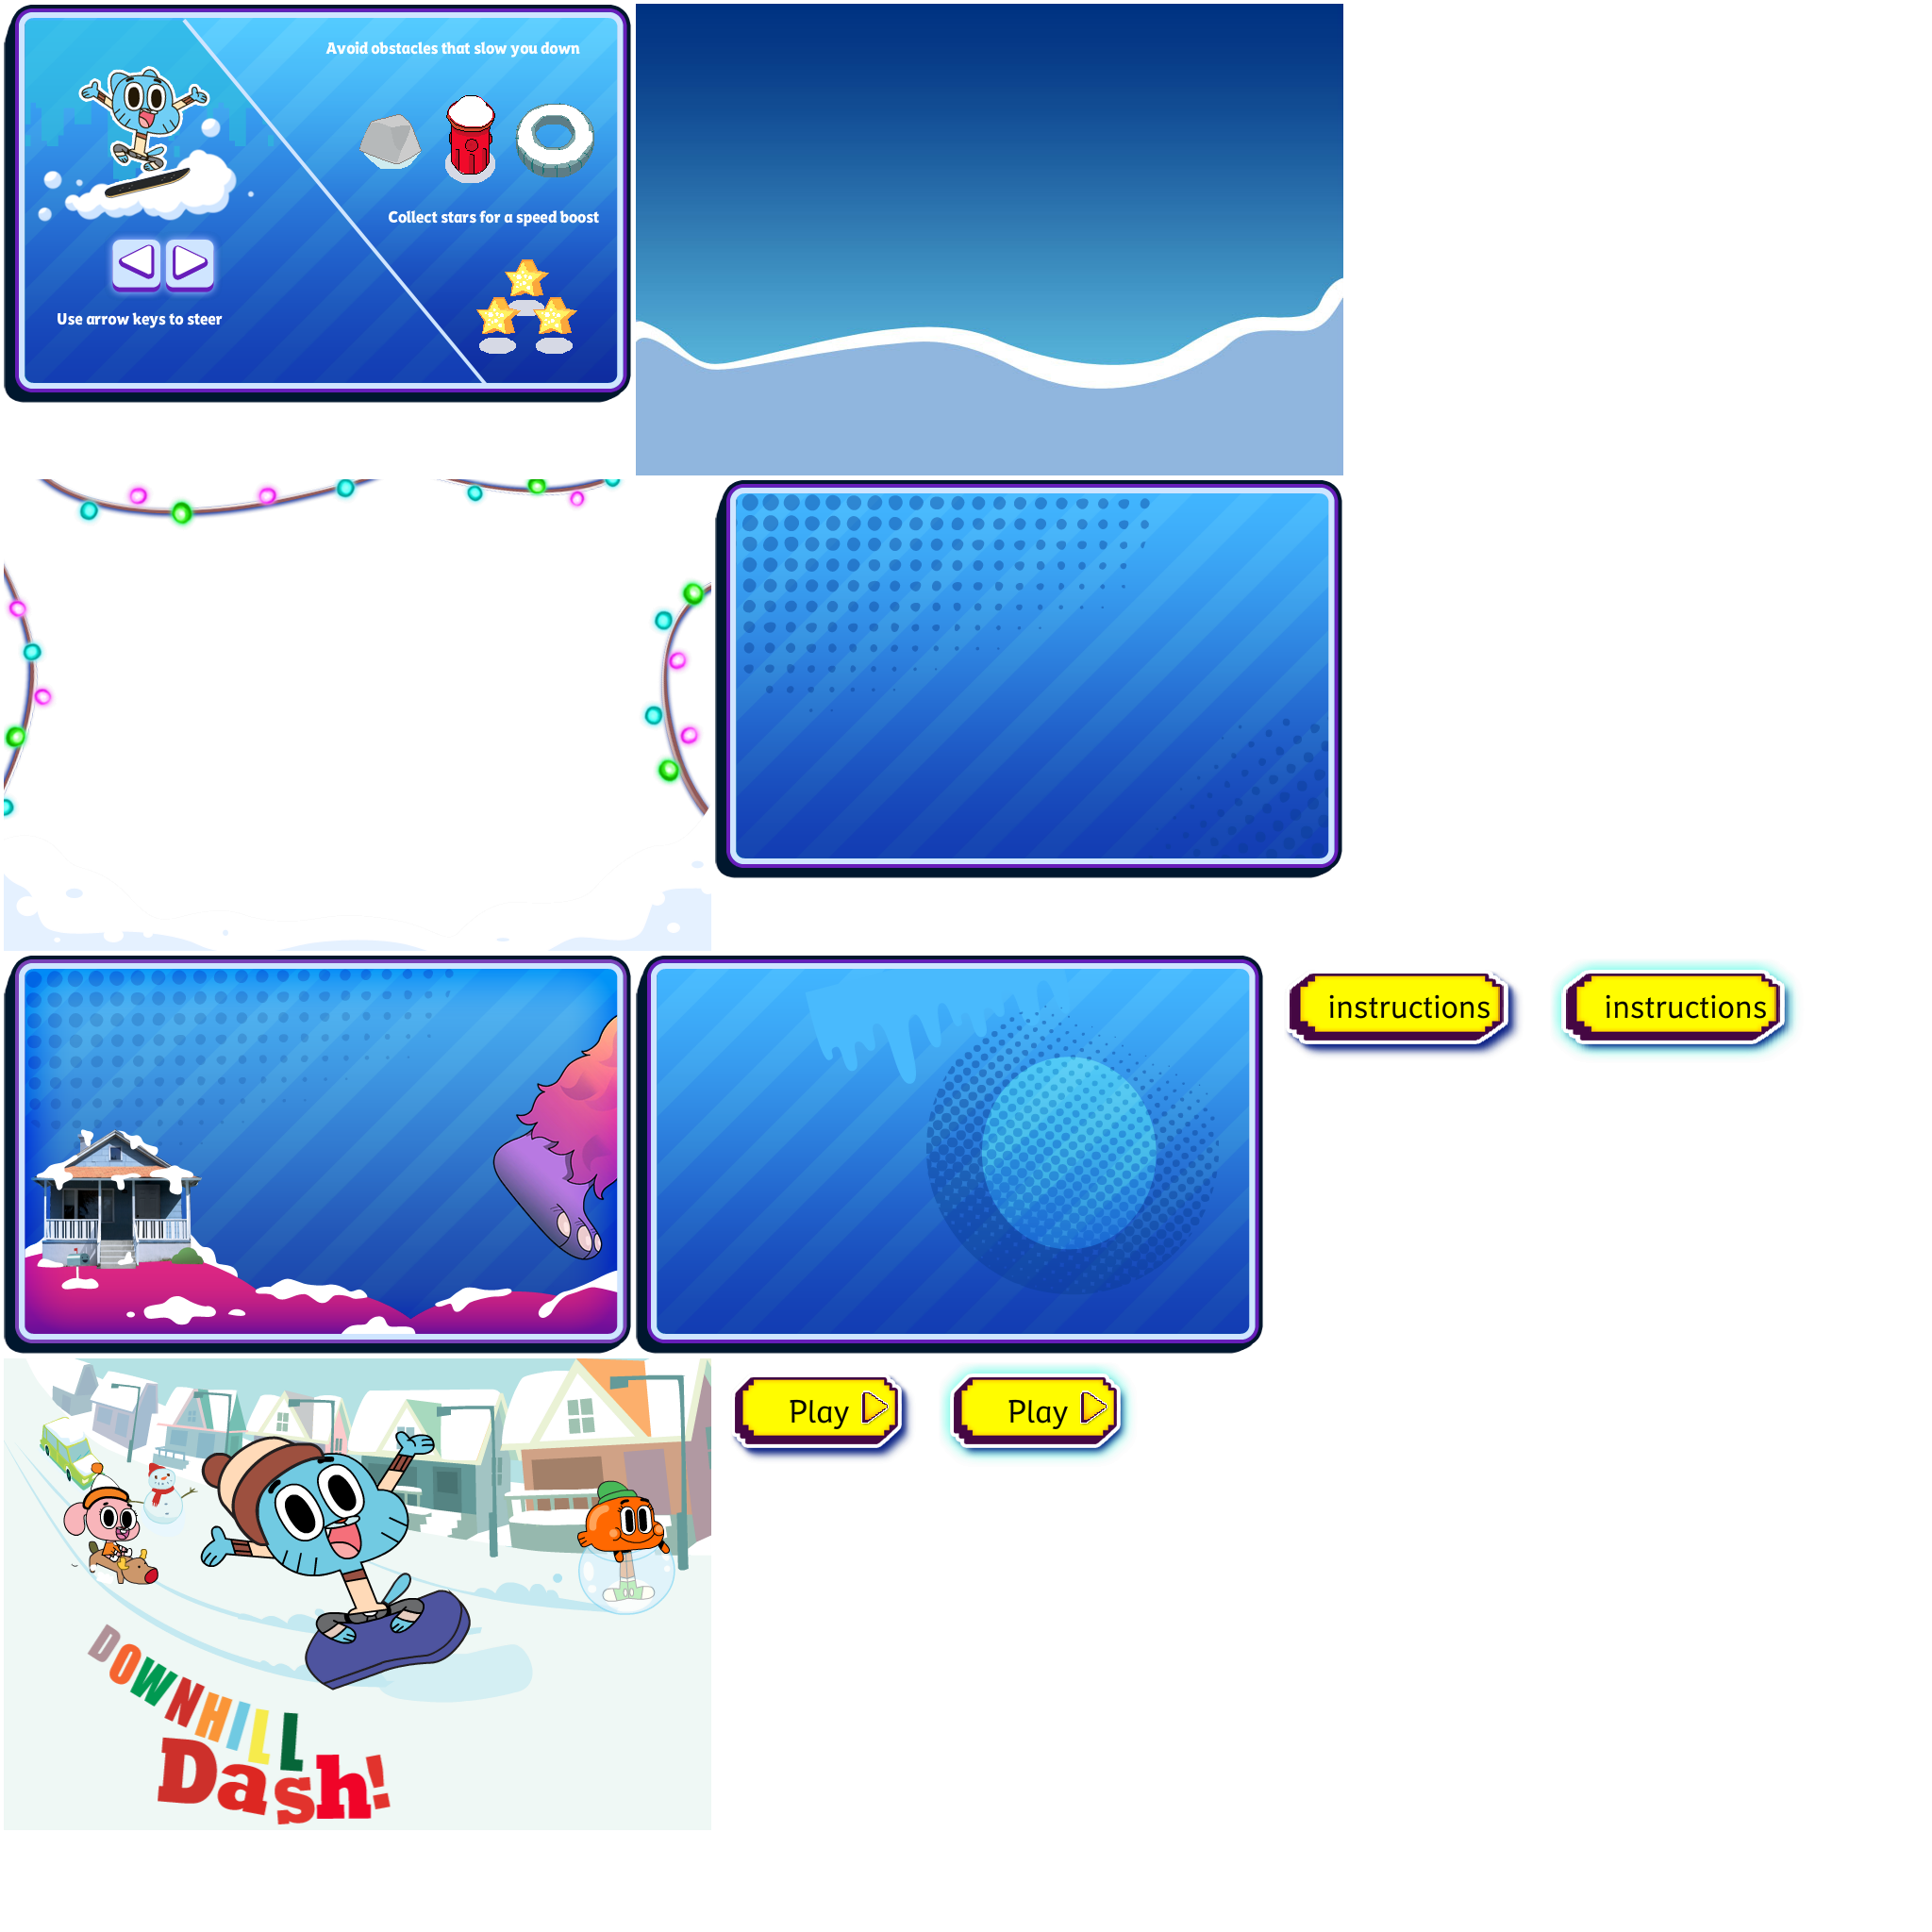 Avoid obstacles that slow you down
Collect stars for a speed boost
Use arrow keys to steer
instructions
instructions
Play
Play
DOWNHILL
Dash!